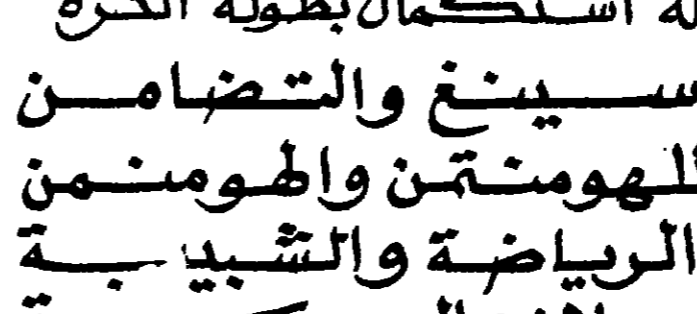 استكمال بطولة الكرة
سينغ والتضامن
للهومنتمن والهومنمن
الرياضة والشبيبة